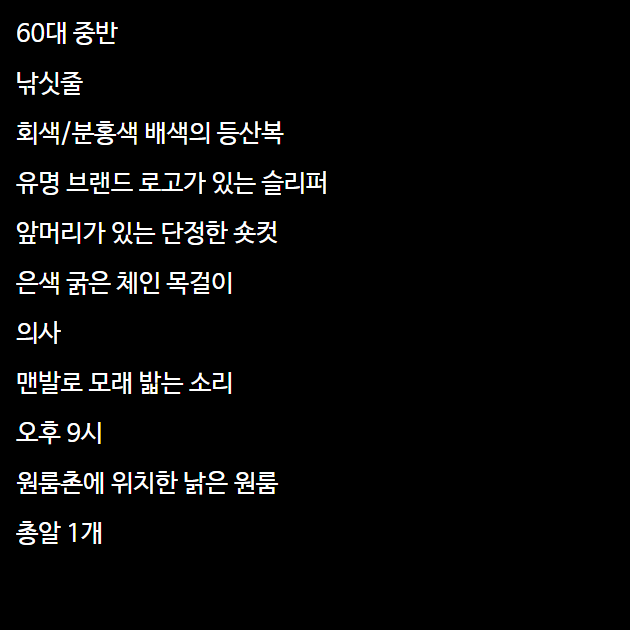 60대 중반
낚싯줄
회색/분홍색 배색의 등산복
유명 브랜드 로고가 있는 슬리퍼
앞머리가 있는 단정한 숏컷
은색 굵은 체인 목걸이
의사
맨발로 모래 밟는 소리
오후 9시
원룸촌에 위치한 낡은 원룸
총알 1개